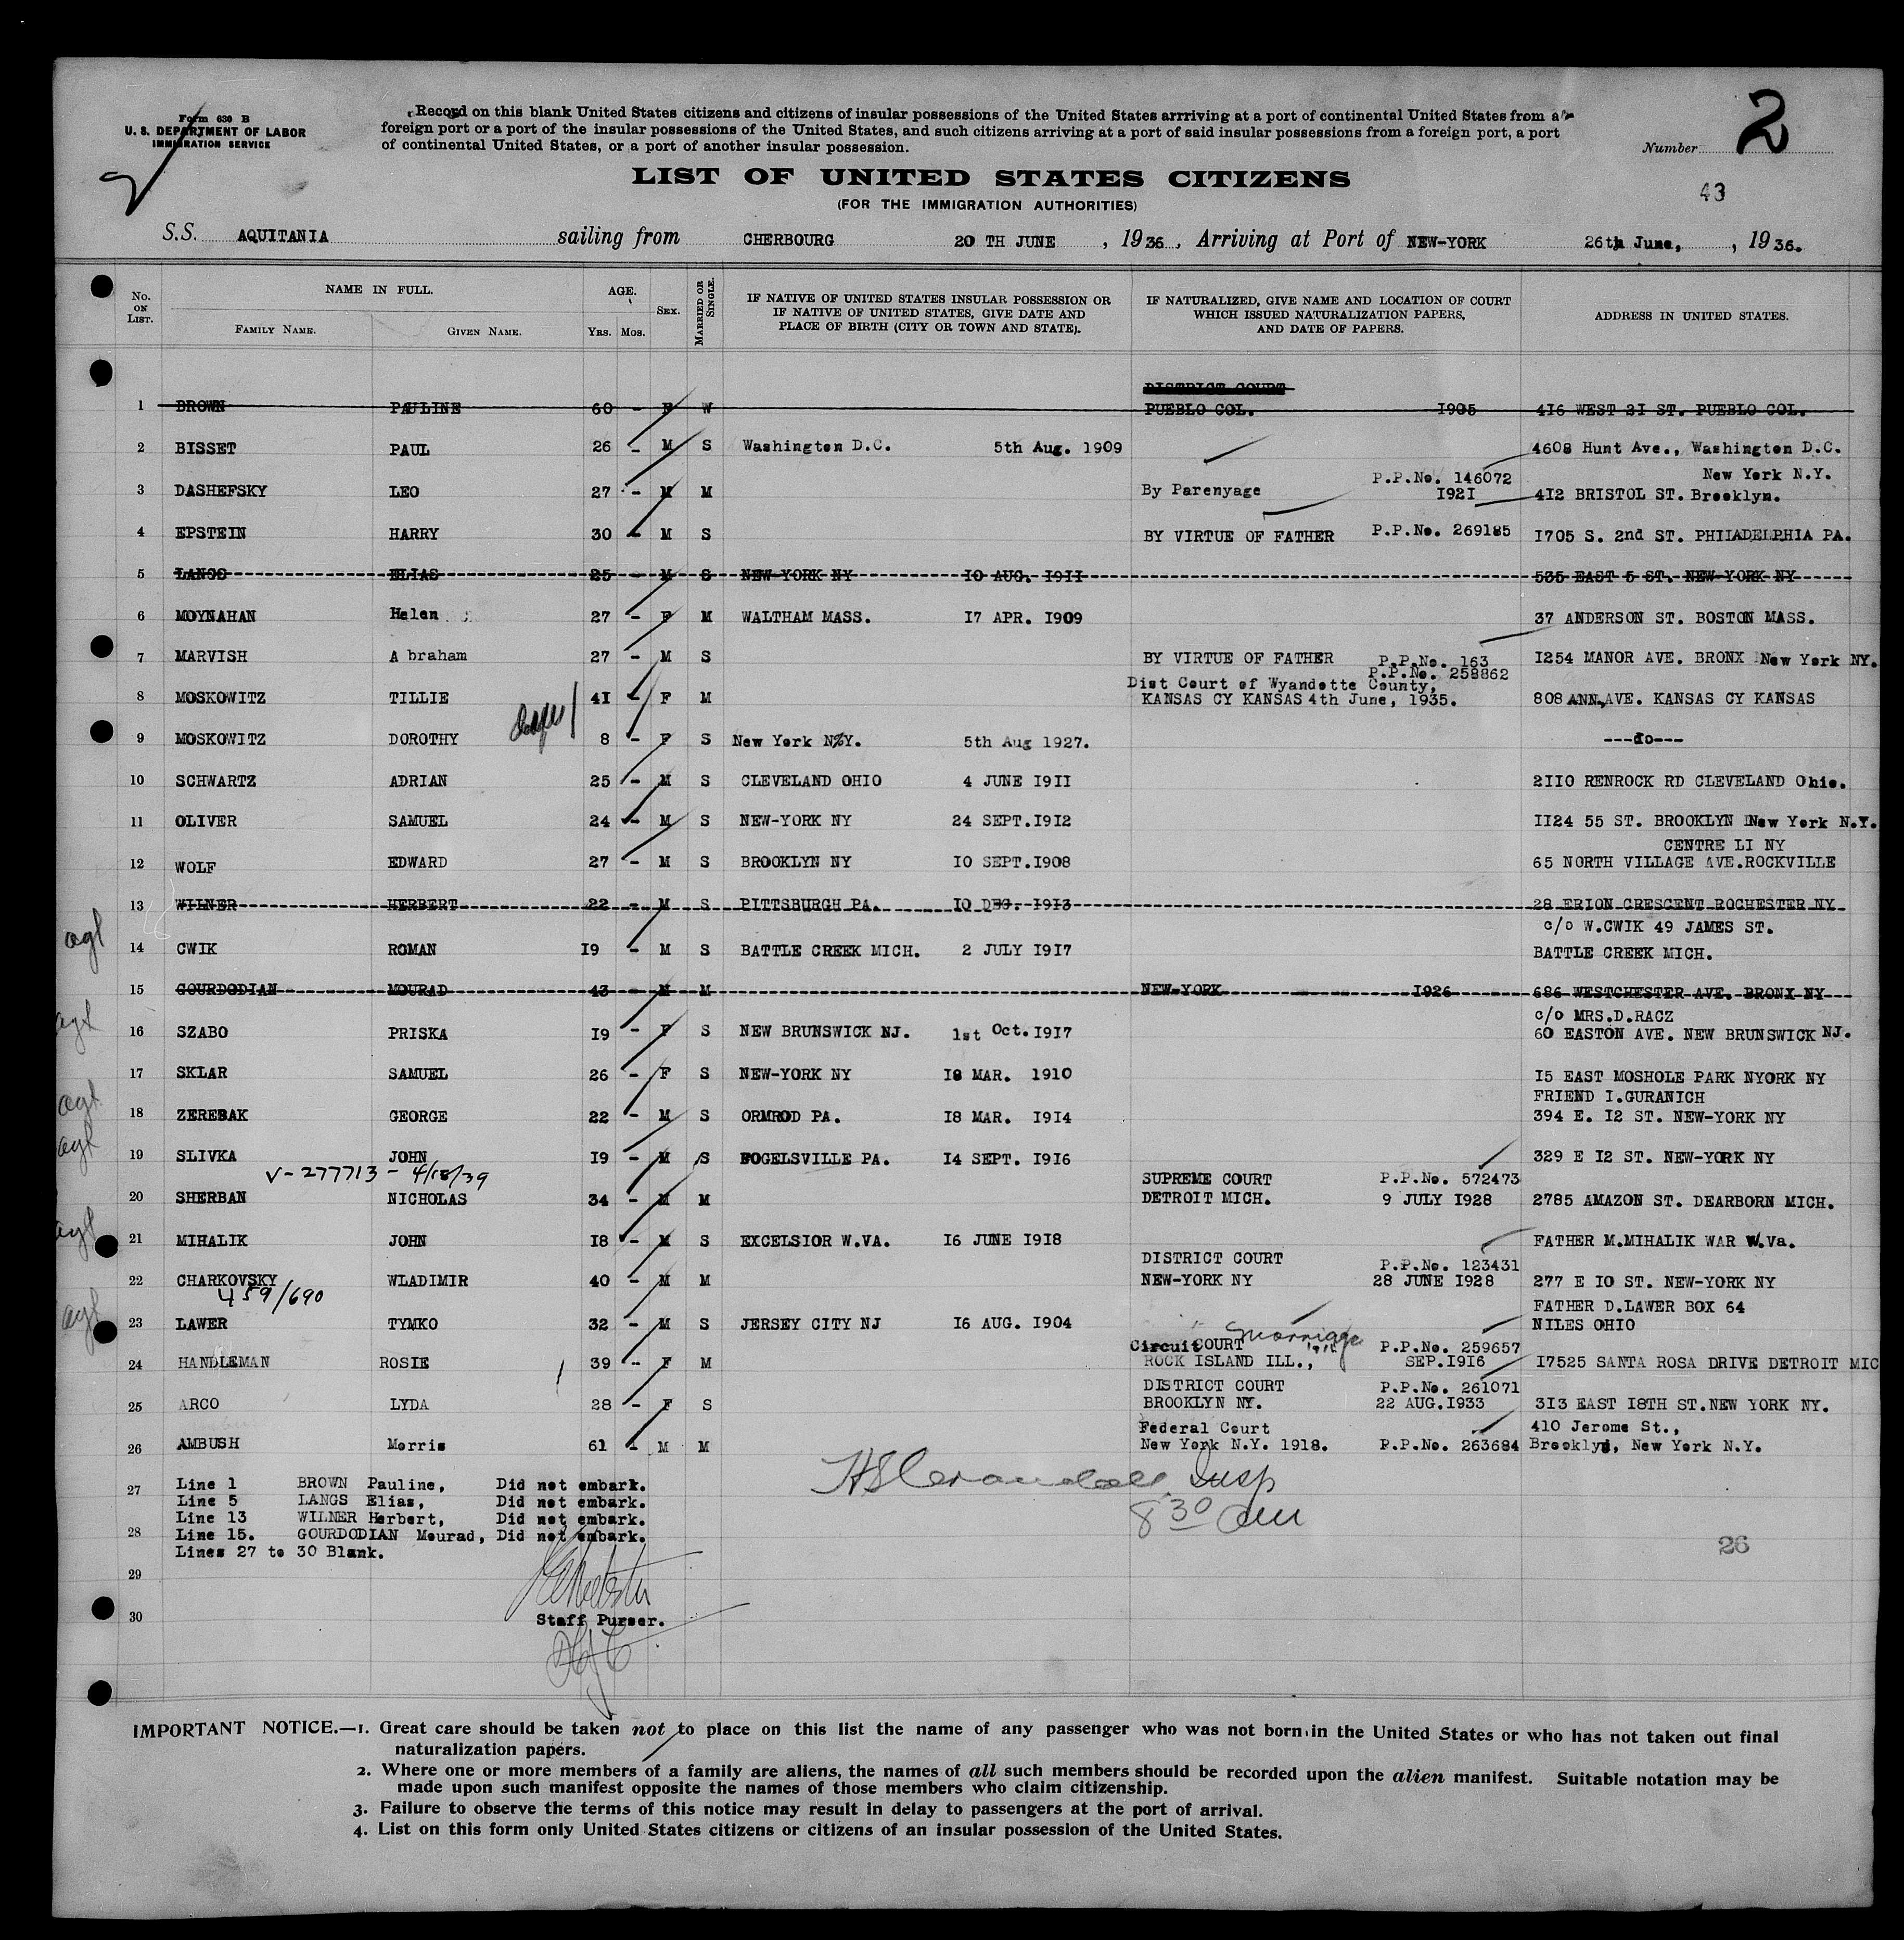 Form 630 B
U. S. DEPARTMENT OF LABOR
IMMIGRATION SERVICE
Record on this blank United States citizens and citizens of insular possessions of the United States arrriving at a port of continental United States from a
foreign port or a port of the insular possessions of the United States, and such citizens arriving at a port of said insular possessions from a foreign port, a port
of continental United States, or a port of another insular possession.
Number 2
LIST OF UNITED STATES CITIZENS
(FOR THE IMMIGRATION AUTHORITIES)
43
S.S. AQUITANIA sailing from CHERBOURG 20 TH JUNE, 1936, Arriving at Port of NEW-YORK 26th June, , 1936.
No. ON LIST.
NAME IN FULL.
FAMILY NAME.
GIVEN NAME.
AGE.
YRS. MOS.
SEX.
MARRIED OR SINGLE.
IF NATIVE OF UNITED STATES INSULAR POSSESSION OR
IF NATIVE OF UNITED STATES, GIVE DATE AND
PLACE OF BIRTH (CITY OR TOWN AND STATE).
IF NATURALIZED, GIVE NAME AND LOCATION OF COURT
WHICH ISSUED NATURALIZATION PAPERS,
AND DATE OF PAPERS.
ADDRESS IN UNITED STATES.
DISTRICT COURT
1 BROWN PAULINE 60 - F W PUEBLO COL. 1905 416 WEST 21 ST. PUEBLO COL.
2 BISSET PAUL 26 - M S Washington D.C. 5th Aug. 1909 4608 Hunt Ave., Washington D.C.
P.P.No. 146072 New York N.Y.
3 DASHEFSKY LEO 27 - M M By Parenyage 1921 412 BRISTOL ST. Brooklyn.
4 EPSTEIN HARRY 30 - M S BY VIRTUE OF FATHER P.P.No. 269185 1705 S. 2nd ST. PHIIADELPHIA PA.
5 LANGS ELIAS 25 - M S NEW-YORK NY 10 AUG. 1911 535 EAST 5 ST. NEW-YORK NY
6 MOYNAHAN Helen 27 - F M WALTHAM MASS. 17 APR. 1909 37 ANDERSON ST. BOSTON MASS.
7 MARVISH A braham 27 - M S BY VIRTUE OF FATHER P.P.No. 163 1254 MANOR AVE. BRONX New York NY.
P.P.No. 258862
Dist Court of Wyandotte County,
8 MOSKOWITZ TILLIE 41 - F M KANSAS CY KANSAS 4th June, 1935. 808 ANN, AVE. KANSAS CY KANSAS
9 MOSKOWITZ DOROTHY 8 - F S New York N.Y. 5th Aug 1927. ---do---
10 SCHWARTZ ADRIAN 25 - M S CLEVELAND OHIO 4 JUNE 1911 2110 RENROCK RD CLEVELAND Ohio.
11 OLIVER SAMUEL 24 - M S NEW-YORK NY 24 SEPT.1912 1124 55 ST. BROOKLYN New York N.Y.
CENTRE LI NY
12 WOLF EDWARD 27 - M S BROOKLYN NY 10 SEPT.1908 65 NORTH VILLAGE AVE.ROCKVILLE
13 WILNER HERBERT 22 - M S PITTSBURGH PA. 10 DEC. 1913 28 ERION CRESCENT ROCHESTER NY
c/o W.CWIK 49 JAMES ST.
14 CWIK ROMAN 19 - M S BATTLE CREEK MICH. 2 JULY 1917 BATTLE CREEK MICH.
15 GOURDODIAN MOURAD 43 - M M NEW-YORK 1926 686 WESTCHESTER AVE. BRONX NY
c/o MRS.D.RACZ
16 SZABO PRISKA 19 - F S NEW BRUNSWICK NJ. 1st Oct. 1917 60 EASTON AVE. NEW BRUNSWICK NJ.
17 SKLAR SAMUEL 26 - F S NEW-YORK NY 18 MAR. 1910 15 EAST MOSHOLE PARK NYORK NY
FRIEND I.GURANICH
18 ZEREBAK GEORGE 22 - M S ORMROD PA. 18 MAR. 1914 394 E. 12 ST. NEW-YORK NY
19 SLIVKA JOHN 19 - M S FOGELSVILLE PA. 14 SEPT. 1916 329 E 12 ST. NEW-YORK NY
V-277713 - 4/18/39
SUPREME COURT P.P.No. 572473
20 SHERBAN NICHOLAS 34 - M M DETROIT MICH. 9 JULY 1928 2785 AMAZON ST. DEARBORN MICH.
21 MIHALIK JOHN 18 - M S EXCELSIOR W.VA. 16 JUNE 1918 FATHER M.MIHALIK WAR W.Va.
DISTRICT COURT P.P.No. 123431
22 CHARKOVSKY WLADIMIR 40 - M M NEW-YORK NY 28 JUNE 1928 277 E 10 ST. NEW-YORK NY
459/690
FATHER D.LAWER BOX 64
23 LAWER TYMKO 32 - M S JERSEY CITY NJ 16 AUG. 1904 NILES OHIO
Circuit COURT marriage 1915 P.P.No. 259657
24 HANDLEMAN ROSIE 39 - F M ROCK ISLAND ILL., SEP.1916 17525 SANTA ROSA DRIVE DETROIT MIC
DISTRICT COURT P.P.No. 261071
25 ARCO LYDA 28 - F S BROOKLYN NY. 22 AUG.1933 313 EAST 18TH ST.NEW YORK NY.
Federal Court 410 Jerome St.,
26 AMBUSH Morris 61 - M M New York N.Y. 1918. P.P.No. 263684 Brooklyn, New York N.Y.
27 Line 1 BROWN Pauline, Did not embark.
Line 5 LANGS Elias, Did not embark.
Line 13 WILNER Herbert, Did not embark.
28 Line 15. GOURDODIAN Mourad, Did not embark.
Lines 27 to 30 Blank.
Insp
8 30 am
26
29
Staff Purser.
30
IMPORTANT NOTICE.—1. Great care should be taken not to place on this list the name of any passenger who was not born in the United States or who has not taken out final
naturalization papers.
2. Where one or more members of a family are aliens, the names of all such members should be recorded upon the alien manifest. Suitable notation may be
made upon such manifest opposite the names of those members who claim citizenship.
3. Failure to observe the terms of this notice may result in delay to passengers at the port of arrival.
4. List on this form only United States citizens or citizens of an insular possession of the United States.